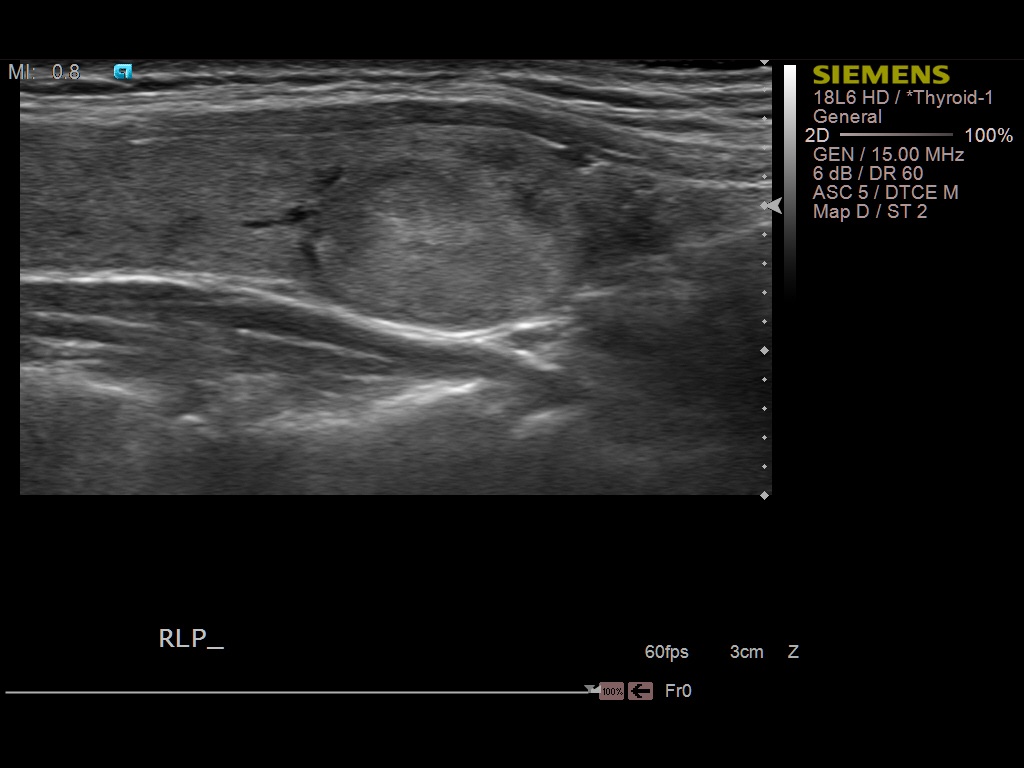 MI: 0.8
SIEMENS
18L6 HD / *Thyroid-1
General
2D 100%
GEN / 15.00 MHz
6 dB / DR 60
ASC 5 / DTCE M
Map D / ST 2
RLP_
60fps 3cm Z
100% Fr0